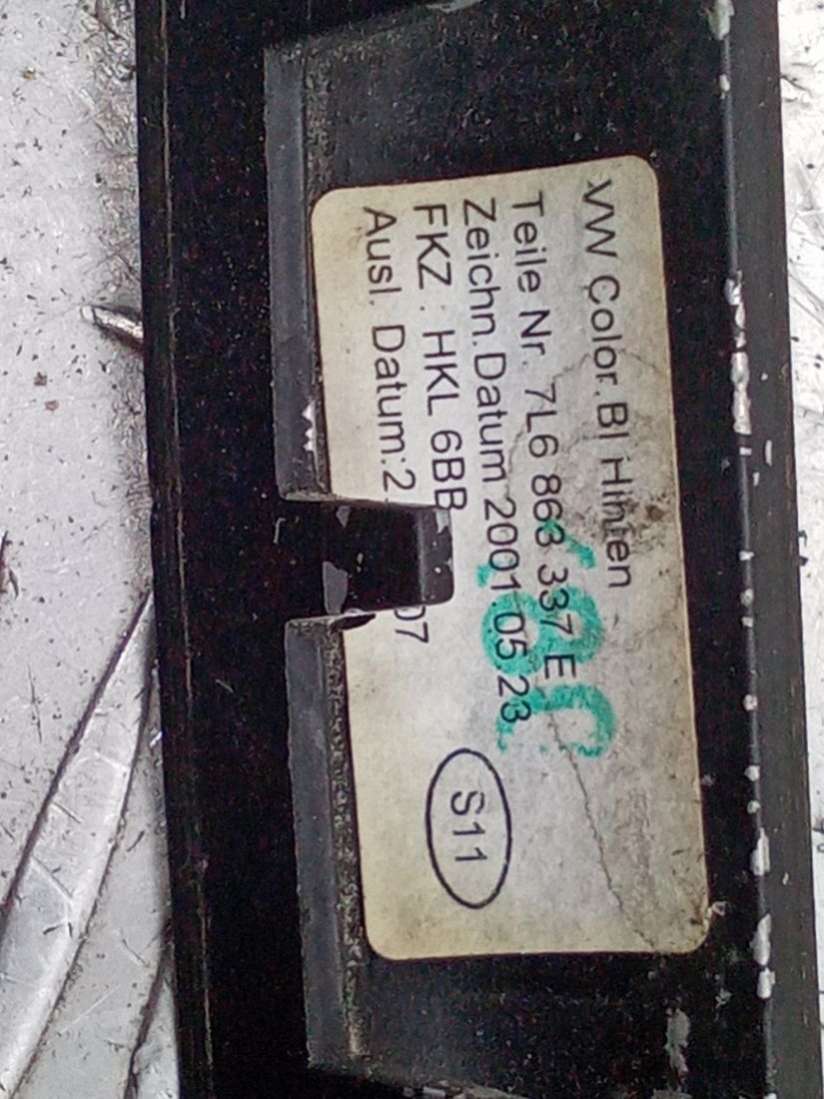 VW Color.Bl Hinten
Teile Nr. 7L6 863 337 E
Zeichn.Datum 2001 05 23
FKZ : HKL 6BB
Ausl. Datum:2 07
S11